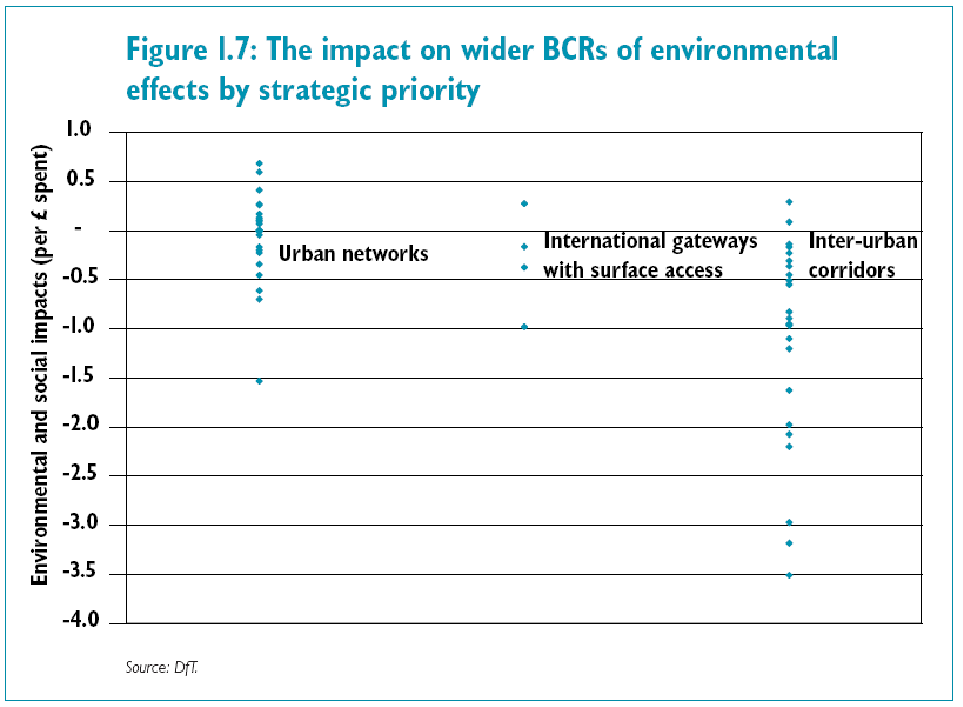 Figure 1.7: The impact on wider BCRs of environmental
effects by strategic priority
Environmental and social impacts (per £ spent)
1.0
0.5
-
-0.5
-1.0
-1.5
-2.0
-2.5
-3.0
-3.5
-4.0
Urban networks
International gateways
with surface access
Inter-urban
corridors
Source: DfT.